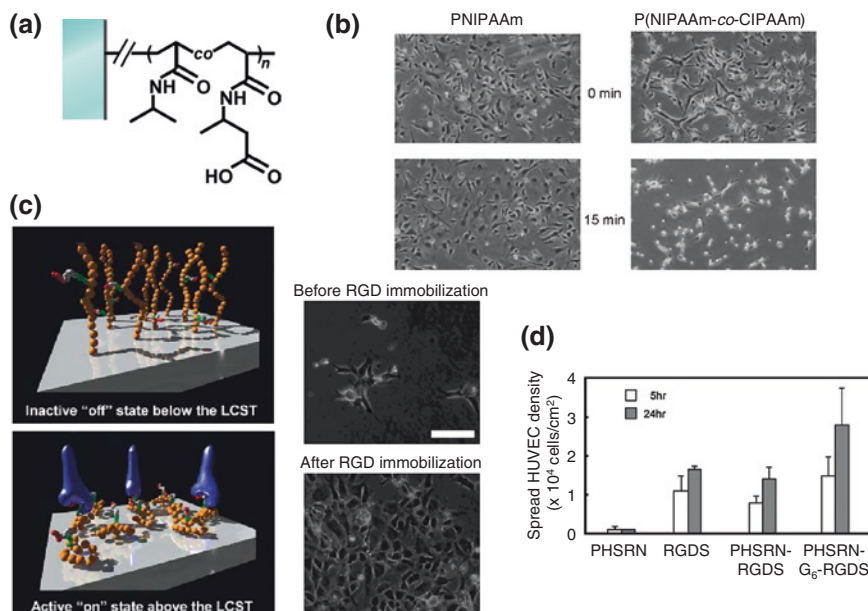 (a)
co
n
NH
O
NH
O
HO
O
(b)
PNIPAAm
P(NIPAAm-co-CIPAAm)
0 min
15 min
(c)
Inactive "off" state below the LCST
Active "on" state above the LCST
Before RGD immobilization
After RGD immobilization
(d)
Spread HUVEC density
(x 10⁴ cells/cm²)
4
3
2
1
0
5hr
24hr
PHSRN
RGDS
PHSRN-
RGDS
PHSRN-
G₆-RGDS